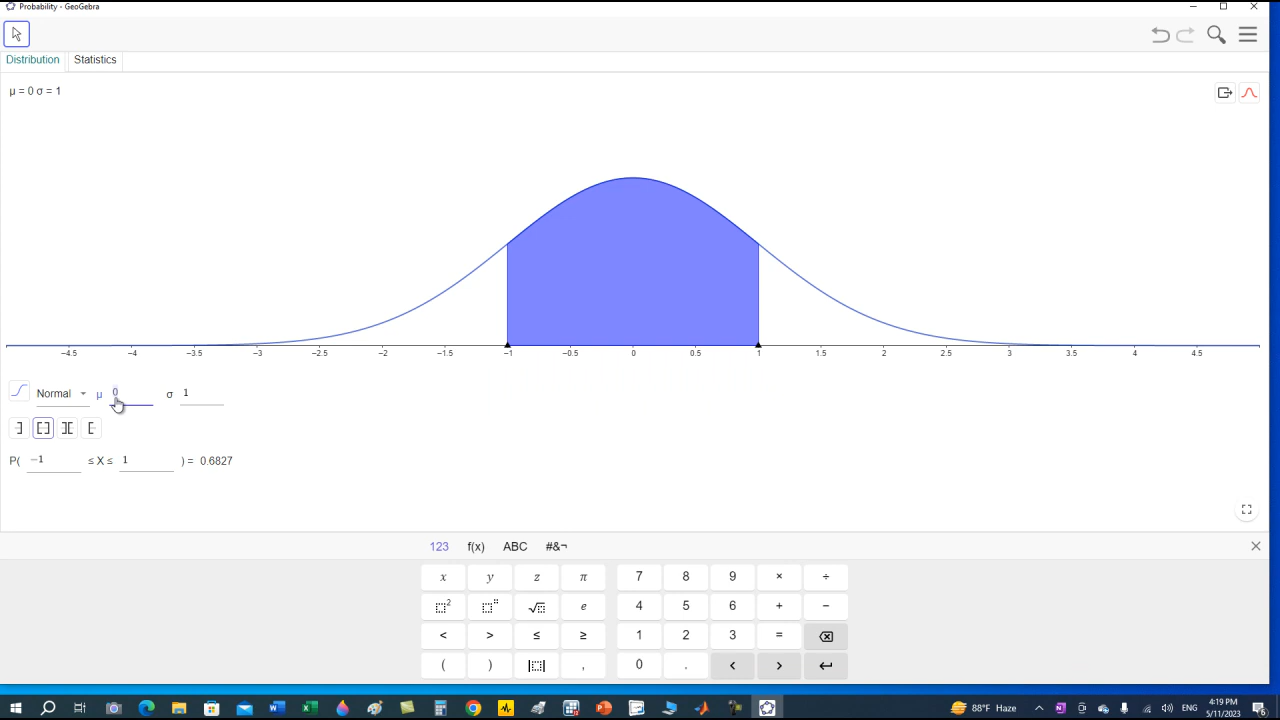 Probability - GeoGebra
Distribution Statistics
μ = 0 σ = 1
−4.5 −4 −3.5 −3 −2.5 −2 −1.5 −1 −0.5 0 0.5 1 1.5 2 2.5 3 3.5 4 4.5
Normal μ 0 σ 1
P( −1 ≤ X ≤ 1 ) = 0.6827
123 f(x) ABC #&¬
x y z π 7 8 9 × ÷
e 4 5 6 + −
< > ≤ ≥ 1 2 3 =
( ) , 0 . < >
88°F Haze ENG 4:19 PM
5/11/2023 6